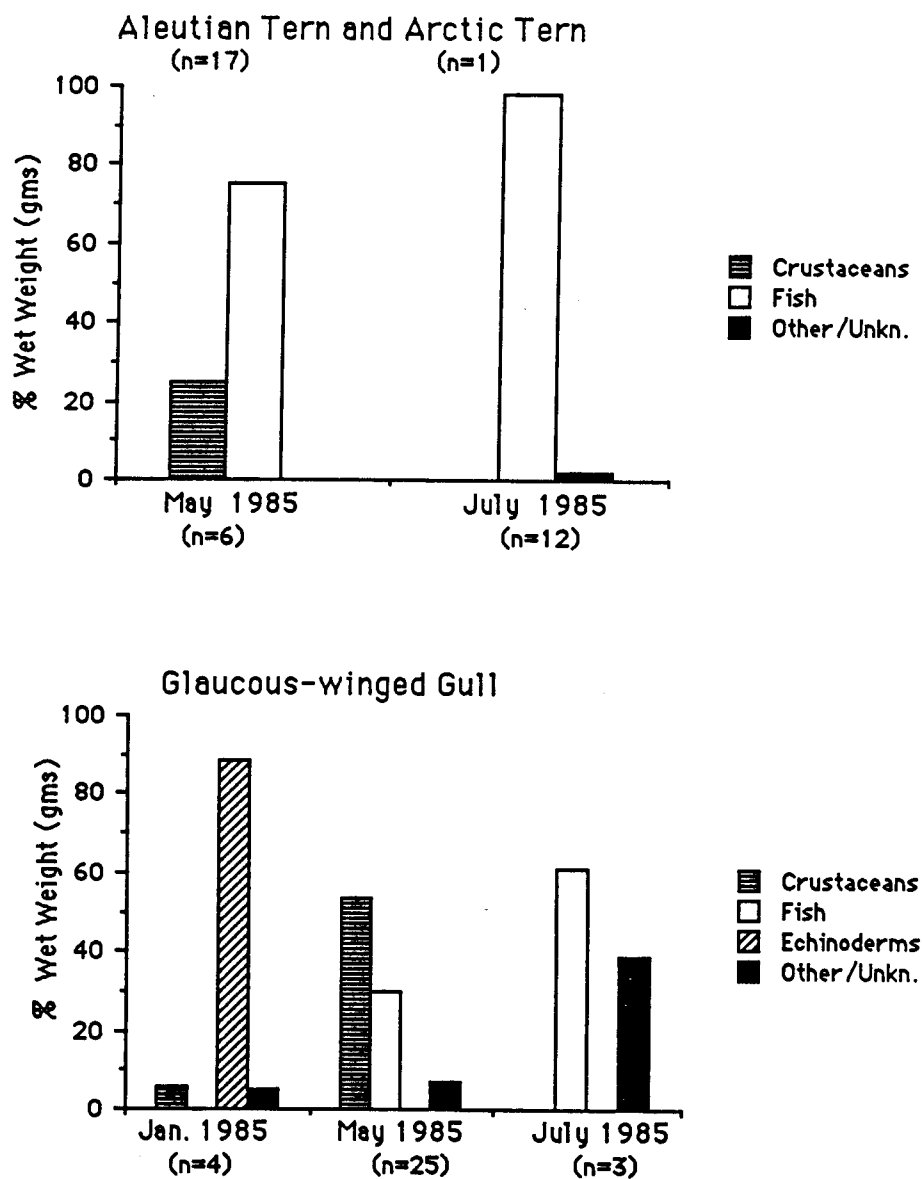 Aleutian Tern and Arctic Tern
(n=17) (n=1)
% Wet Weight (gms)
100
80
60
40
20
0
May 1985 July 1985
(n=6) (n=12)
Crustaceans
Fish
Other/Unkn.
Glaucous-winged Gull
% Wet Weight (gms)
100
80
60
40
20
0
Jan. 1985 May 1985 July 1985
(n=4) (n=25) (n=3)
Crustaceans
Fish
Echinoderms
Other/Unkn.